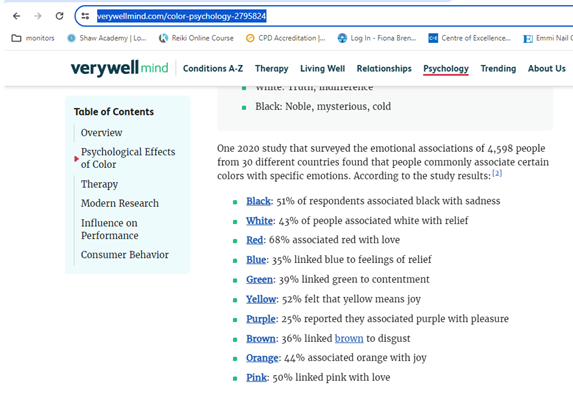 verywellmind.com/color-psychology-2795824
monitors Shaw Academy | Lo... Reiki Online Course CPD Accreditation|... Log In - Fiona Bren... Centre of Excellence... Emmi Nail C
verywell mind Conditions A-Z Therapy Living Well Relationships Psychology Trending About Us
White: Truth, indifference
Black: Noble, mysterious, cold
Table of Contents
Overview
Psychological Effects
of Color
Therapy
Modern Research
Influence on
Performance
Consumer Behavior
One 2020 study that surveyed the emotional associations of 4,598 people
from 30 different countries found that people commonly associate certain
colors with specific emotions. According to the study results:[2]
Black: 51% of respondents associated black with sadness
White: 43% of people associated white with relief
Red: 68% associated red with love
Blue: 35% linked blue to feelings of relief
Green: 39% linked green to contentment
Yellow: 52% felt that yellow means joy
Purple: 25% reported they associated purple with pleasure
Brown: 36% linked brown to disgust
Orange: 44% associated orange with joy
Pink: 50% linked pink with love